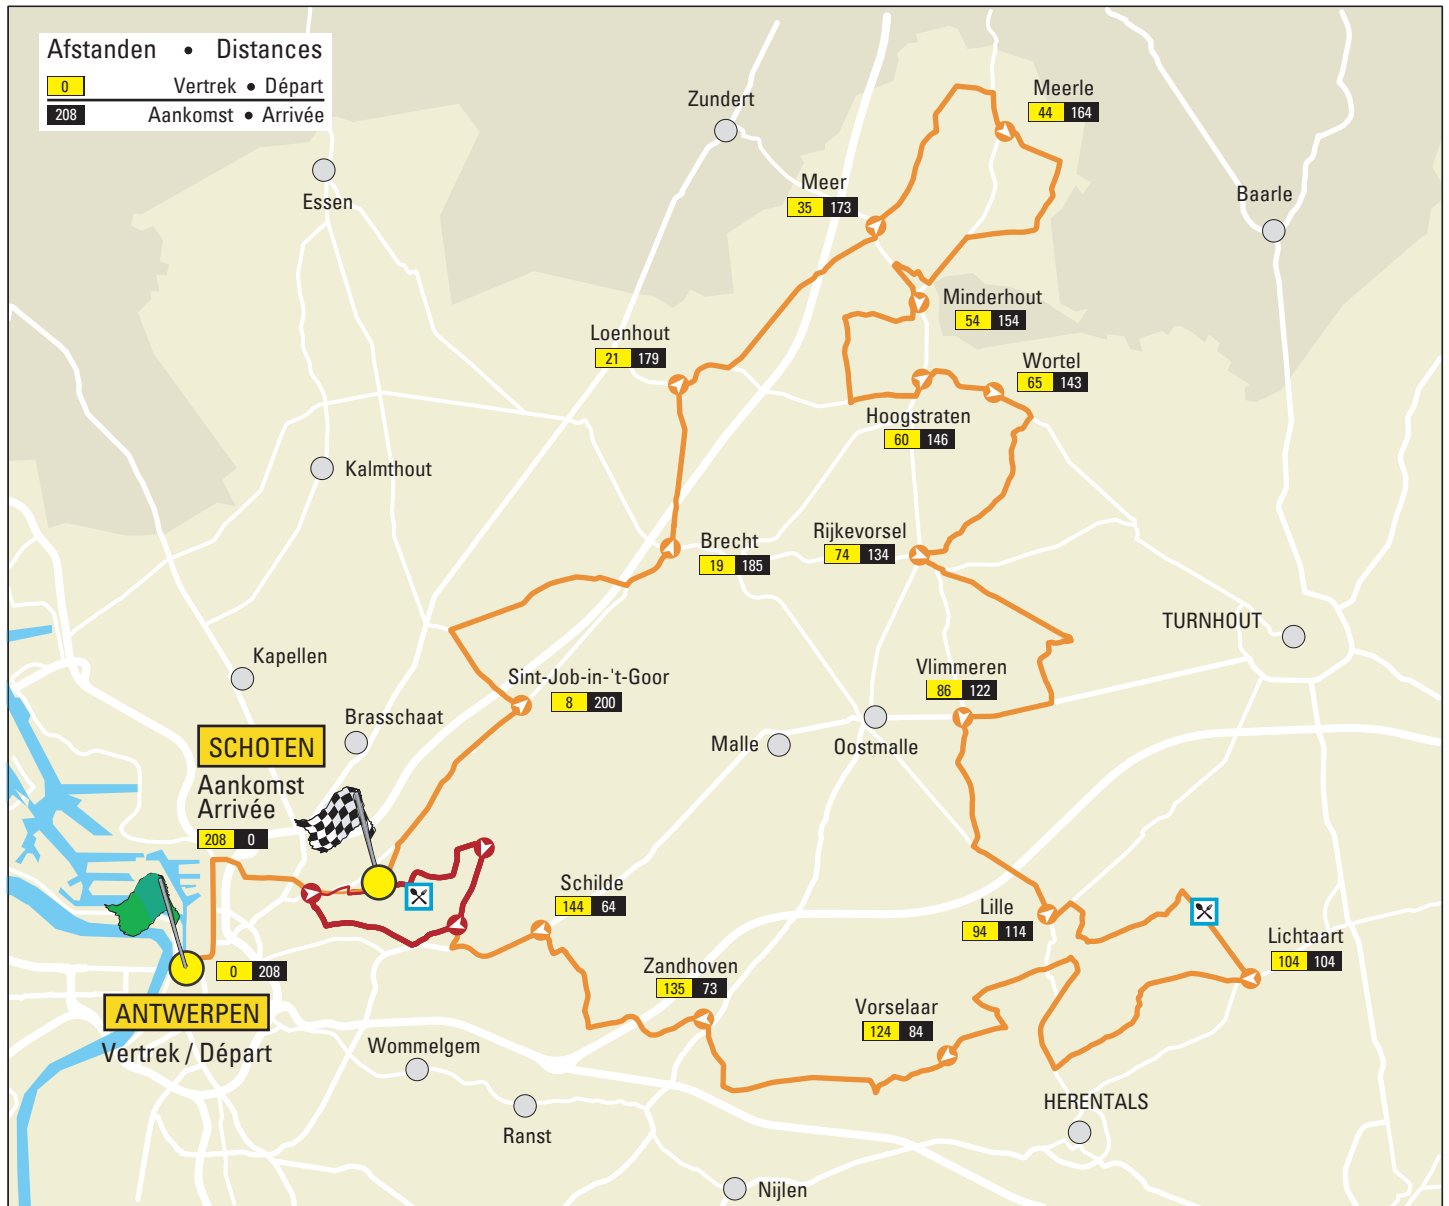 Afstanden • Distances
0 Vertrek • Départ
208 Aankomst • Arrivée
Zundert
Meerle
44 164
Essen
Meer
35 173
Baarle
Minderhout
54 154
Loenhout
21 179
Wortel
65 143
Hoogstraten
60 146
Kalmthout
Brecht
19 185
Rijkevorsel
74 134
TURNHOUT
Kapellen
Sint-Job-in-'t-Goor
8 200
Vlimmeren
86 122
Brasschaat
SCHOTEN
Malle
Oostmalle
Aankomst
Arrivée
208 0
Schilde
144 64
Lille
94 114
Lichtaart
104 104
Zandhoven
135 73
0 208
ANTWERPEN
Vertrek / Départ
Vorselaar
124 84
Wommelgem
HERENTALS
Ranst
Nijlen